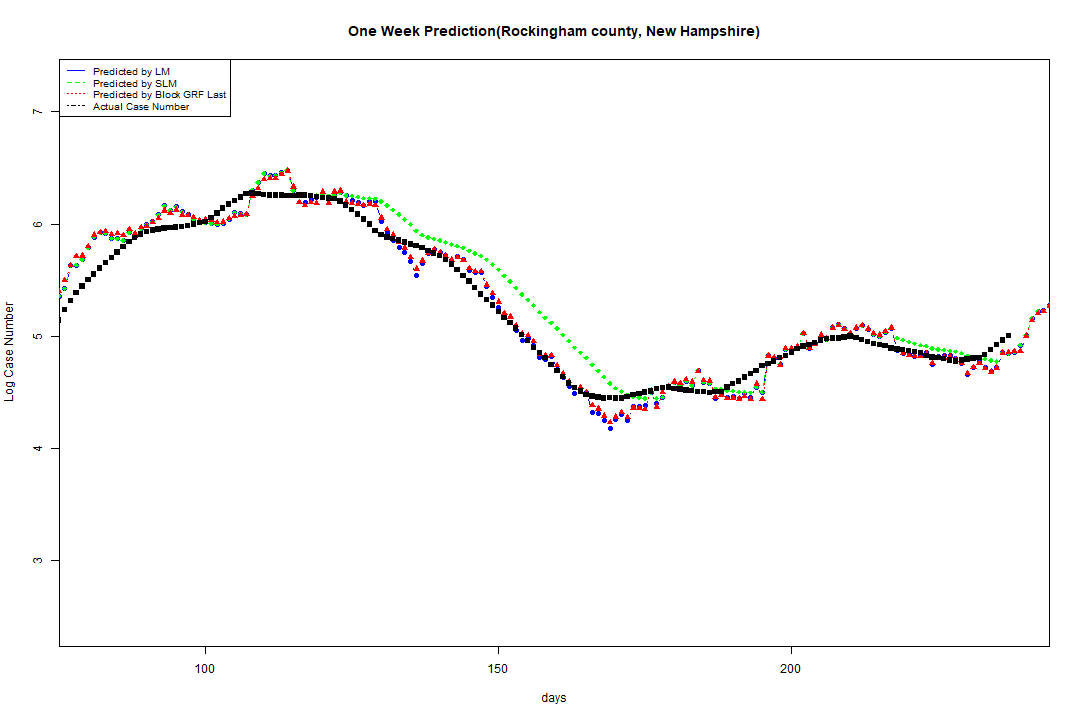 One Week Prediction(Rockingham county, New Hampshire)
Predicted by LM
Predicted by SLM
Predicted by Block GRF Last
Actual Case Number
7
6
5
4
3
Log Case Number
100 150 200
days